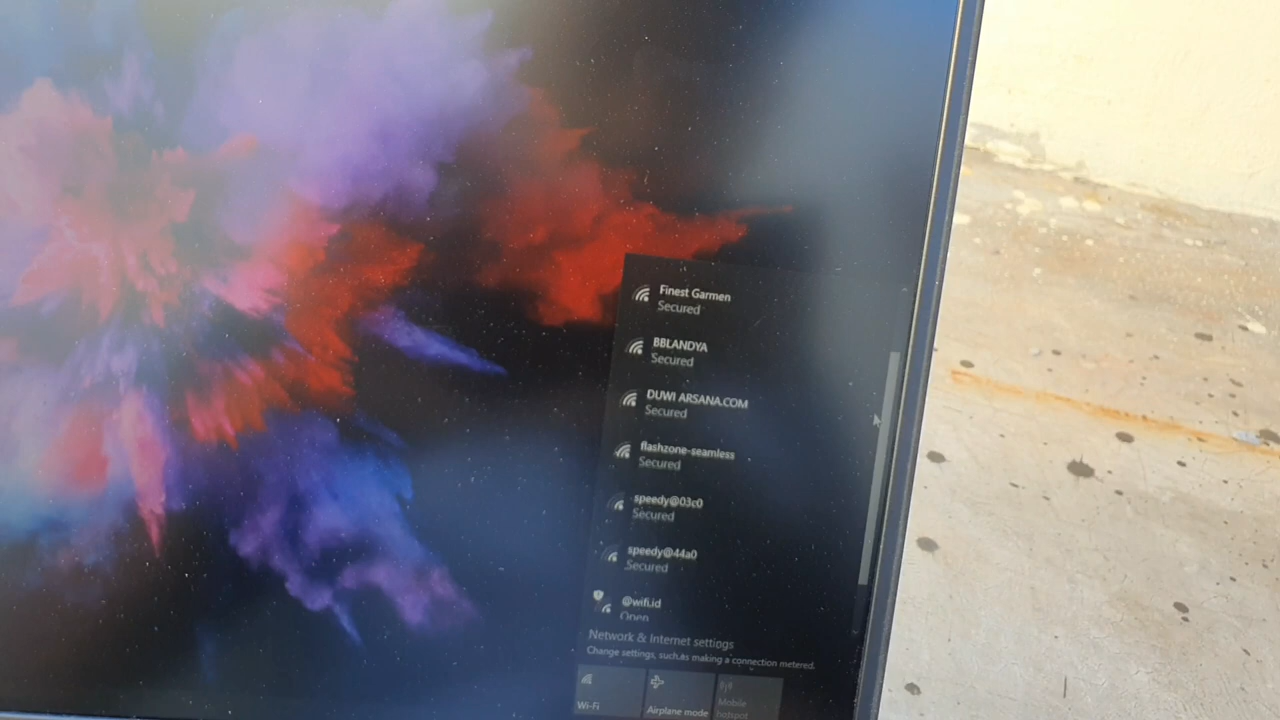 Finest Garmen
Secured
BBLANDYA
Secured
DUWI ARSANA.COM
Secured
flashzone-seamless
Secured
speedy@03c0
Secured
speedy@44a0
Secured
@wifi.id
Open
Network & Internet settings
Change settings, such as making a connection metered.
Wi-Fi
Airplane mode
Mobile
hotspot